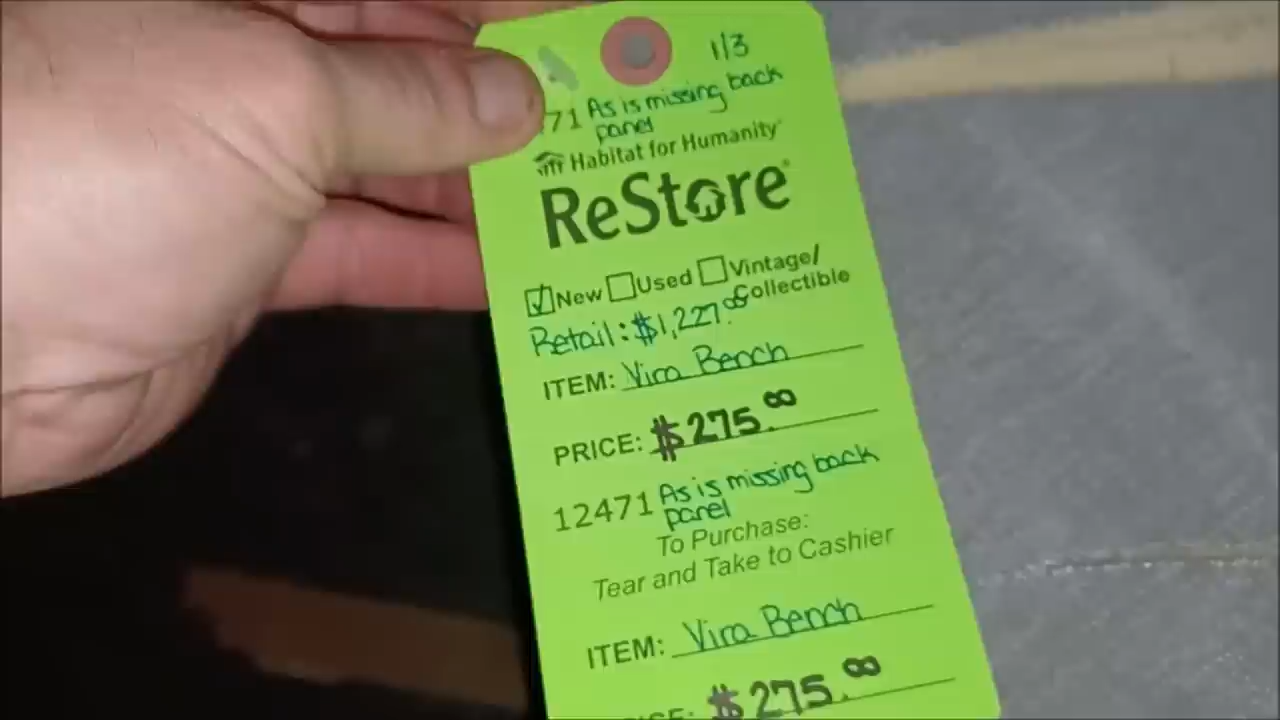 1/3
71 As is missing back
panel
Habitat for Humanity®
ReStore®
New Used Vintage/
Collectible
Retail: $1,227.00
ITEM: Vira Bench
PRICE: $275.00
12471 As is missing back
panel
To Purchase:
Tear and Take to Cashier
ITEM: Vira Bench
$275.00